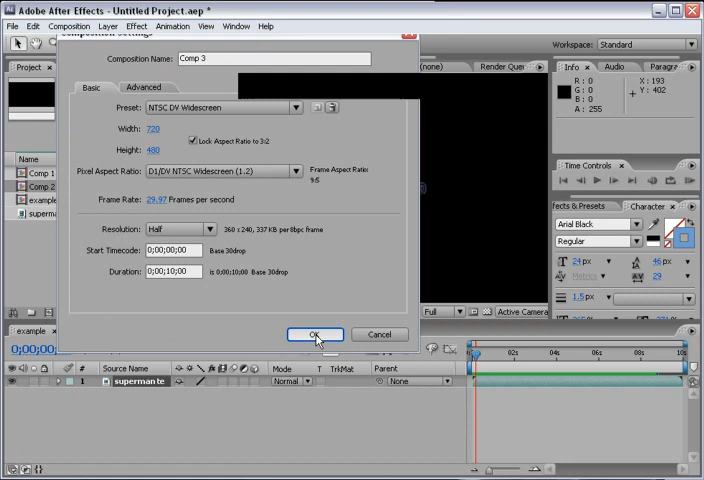 Adobe After Effects - Untitled Project.aep *
File Edit Composition Layer Effect Animation View Window Help
Workspace: Standard
Project ×
(none) Render Queue
Info × Audio Paragra
Composition Settings
Composition Name: Comp 3
Basic Advanced
Preset: NTSC DV Widescreen
Width: 720
Lock Aspect Ratio to 3:2
Height: 480
Pixel Aspect Ratio: D1/DV NTSC Widescreen (1.2) Frame Aspect Ratio:
9:5
Frame Rate: 29.97 Frames per second
Resolution: Half 360 x 240, 337 KB per 8bpc frame
Start Timecode: 0;00;00;00 Base 30drop
Duration: 0;00;10;00 is 0;00;10;00 Base 30drop
OK Cancel
R: 0
G: 0
B: 0
A: 255
X: 193
Y: 402
Name
Comp 1
Comp 2
example
superma
Time Controls ×
fects & Presets Character ×
Arial Black
Regular
24 px 46 px
Metrics 29
1.5 px
Full Active Camera
example ×
0;00;00
02s 04s 06s 08s 10s
# Source Name Mode T TrkMat Parent
1 supermante Normal None